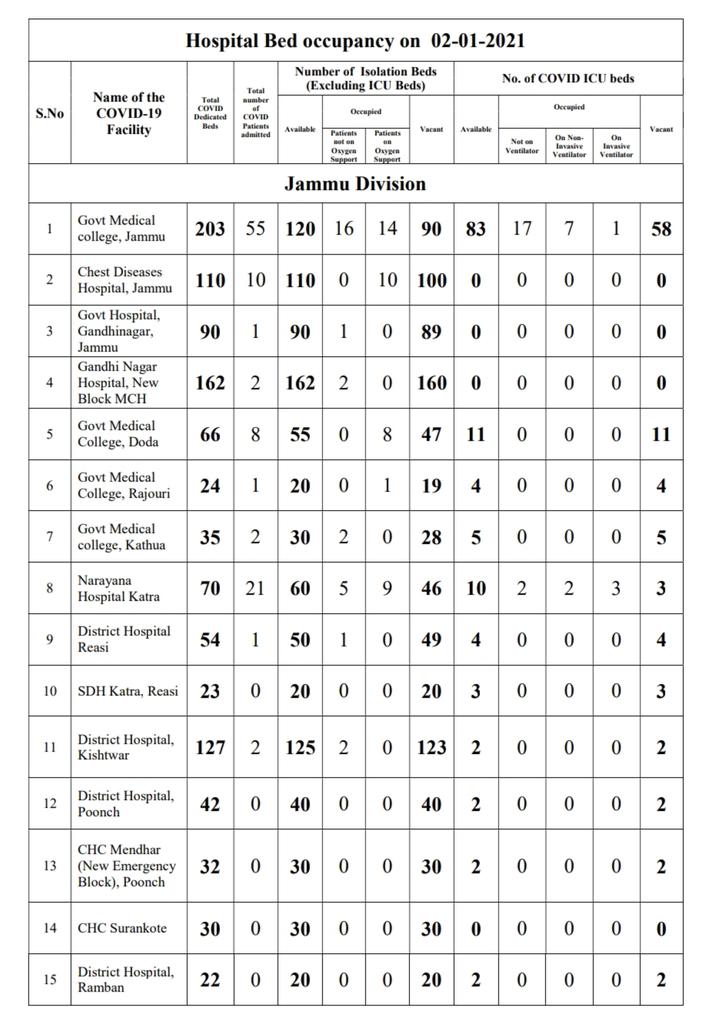 Hospital Bed occupancy on 02-01-2021
S.No
Name of the
COVID-19
Facility
Total
COVID
Dedicated
Beds
Total
number
of
COVID
Patients
admitted
Number of Isolation Beds
(Excluding ICU Beds)
No. of COVID ICU beds
Available
Occupied
Patients
not on
Oxygen
Support
Patients
on
Oxygen
Support
Vacant
Available
Occupied
Not on
Ventilator
On Non-
Invasive
Ventilator
On
Invasive
Ventilator
Vacant
Jammu Division
1
Govt Medical
college, Jammu
203 55 120 16 14 90 83 17 7 1 58
2
Chest Diseases
Hospital, Jammu
110 10 110 0 10 100 0 0 0 0 0
3
Govt Hospital,
Gandhinagar,
Jammu
90 1 90 1 0 89 0 0 0 0 0
4
Gandhi Nagar
Hospital, New
Block MCH
162 2 162 2 0 160 0 0 0 0 0
5
Govt Medical
College, Doda
66 8 55 0 8 47 11 0 0 0 11
6
Govt Medical
College, Rajouri
24 1 20 0 1 19 4 0 0 0 4
7
Govt Medical
college, Kathua
35 2 30 2 0 28 5 0 0 0 5
8
Narayana
Hospital Katra
70 21 60 5 9 46 10 2 2 3 3
9
District Hospital
Reasi
54 1 50 1 0 49 4 0 0 0 4
10
SDH Katra, Reasi
23 0 20 0 0 20 3 0 0 0 3
11
District Hospital,
Kishtwar
127 2 125 2 0 123 2 0 0 0 2
12
District Hospital,
Poonch
42 0 40 0 0 40 2 0 0 0 2
13
CHC Mendhar
(New Emergency
Block), Poonch
32 0 30 0 0 30 2 0 0 0 2
14
CHC Surankote
30 0 30 0 0 30 0 0 0 0 0
15
District Hospital,
Ramban
22 0 20 0 0 20 2 0 0 0 2